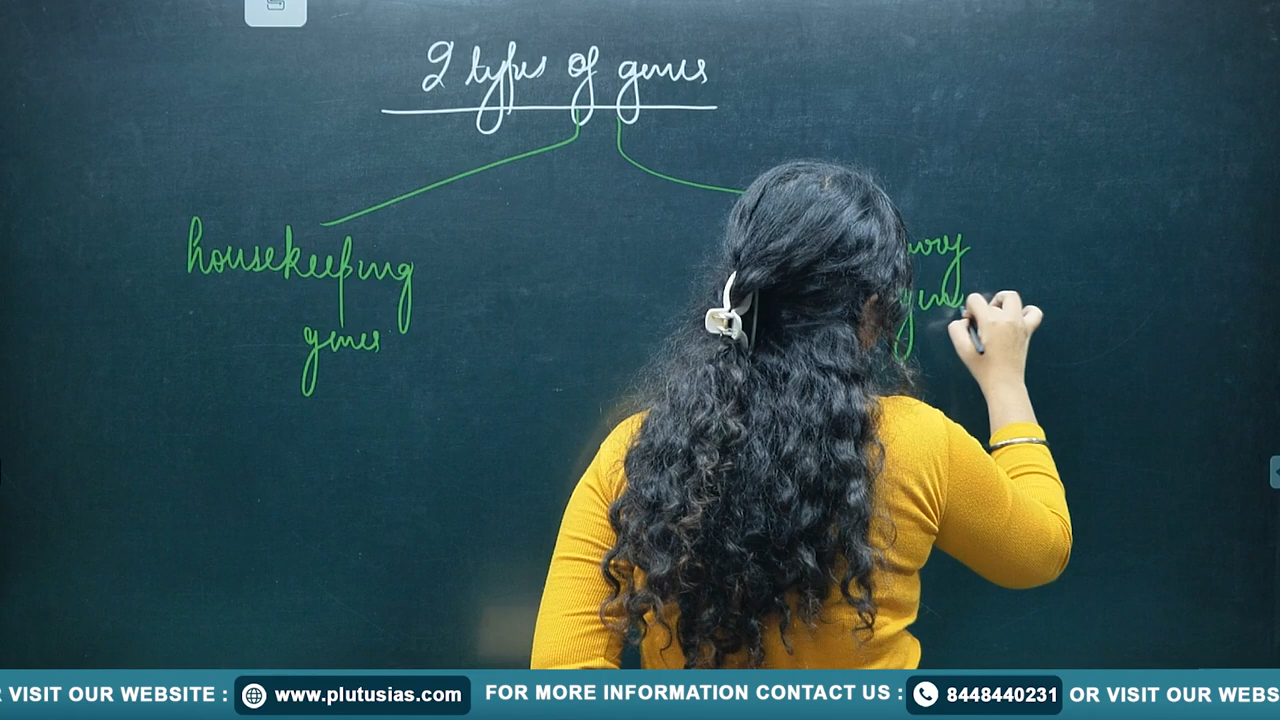 2 types of genes
housekeeping
genes
VISIT OUR WEBSITE : www.plutusias.com FOR MORE INFORMATION CONTACT US : 8448440231 OR VISIT OUR WEBS